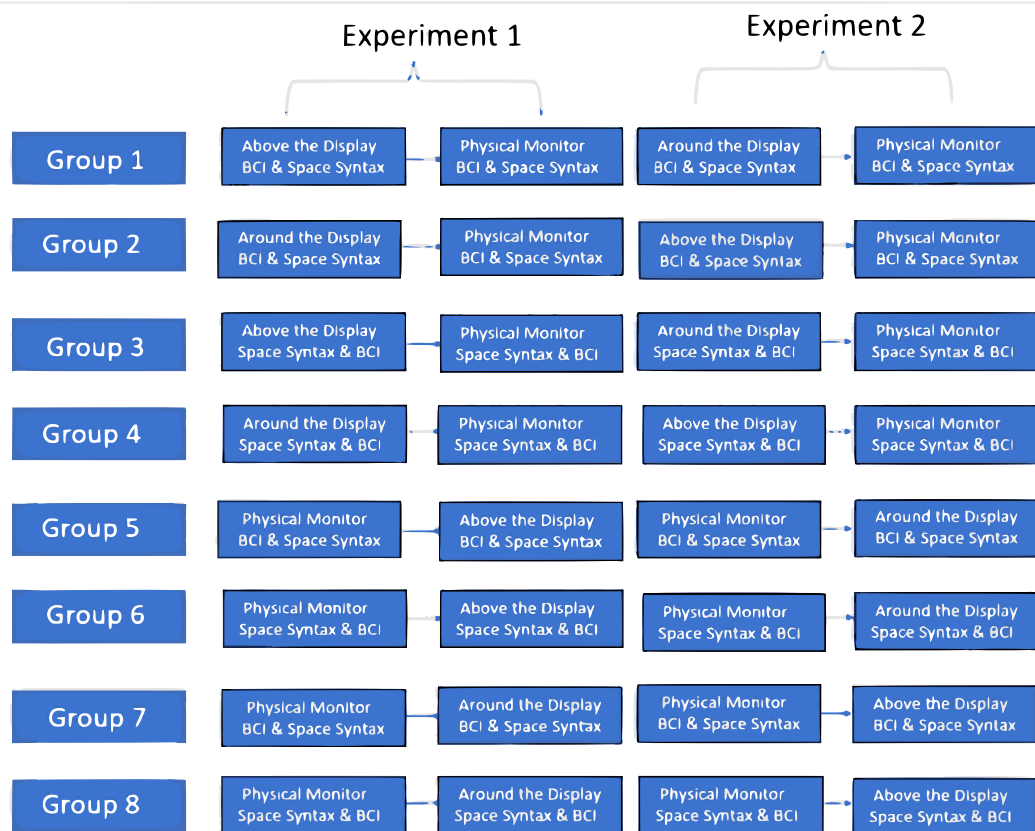 Experiment 1
Experiment 2
Group 1
Above the Display
BCI & Space Syntax
Physical Monitor
BCI & Space Syntax
Around the Display
BCI & Space Syntax
Physical Monitor
BCI & Space Syntax
Group 2
Around the Display
BCI & Space Syntax
Physical Monitor
BCI & Space Syntax
Above the Display
BCI & Space Syntax
Physical Monitor
BCI & Space Syntax
Group 3
Above the Display
Space Syntax & BCI
Physical Monitor
Space Syntax & BCI
Around the Display
Space Syntax & BCI
Physical Monitor
Space Syntax & BCI
Group 4
Around the Display
Space Syntax & BCI
Physical Monitor
Space Syntax & BCI
Above the Display
Space Syntax & BCI
Physical Monitor
Space Syntax & BCI
Group 5
Physical Monitor
BCI & Space Syntax
Above the Display
BCI & Space Syntax
Physical Monitor
BCI & Space Syntax
Around the Display
BCI & Space Syntax
Group 6
Physical Monitor
Space Syntax & BCI
Above the Display
Space Syntax & BCI
Physical Monitor
Space Syntax & BCI
Around the Display
Space Syntax & BCI
Group 7
Physical Monitor
BCI & Space Syntax
Around the Display
BCI & Space Syntax
Physical Monitor
BCI & Space Syntax
Above the Display
BCI & Space Syntax
Group 8
Physical Monitor
Space Syntax & BCI
Around the Display
Space Syntax & BCI
Physical Monitor
Space Syntax & BCI
Above the Display
Space Syntax & BCI